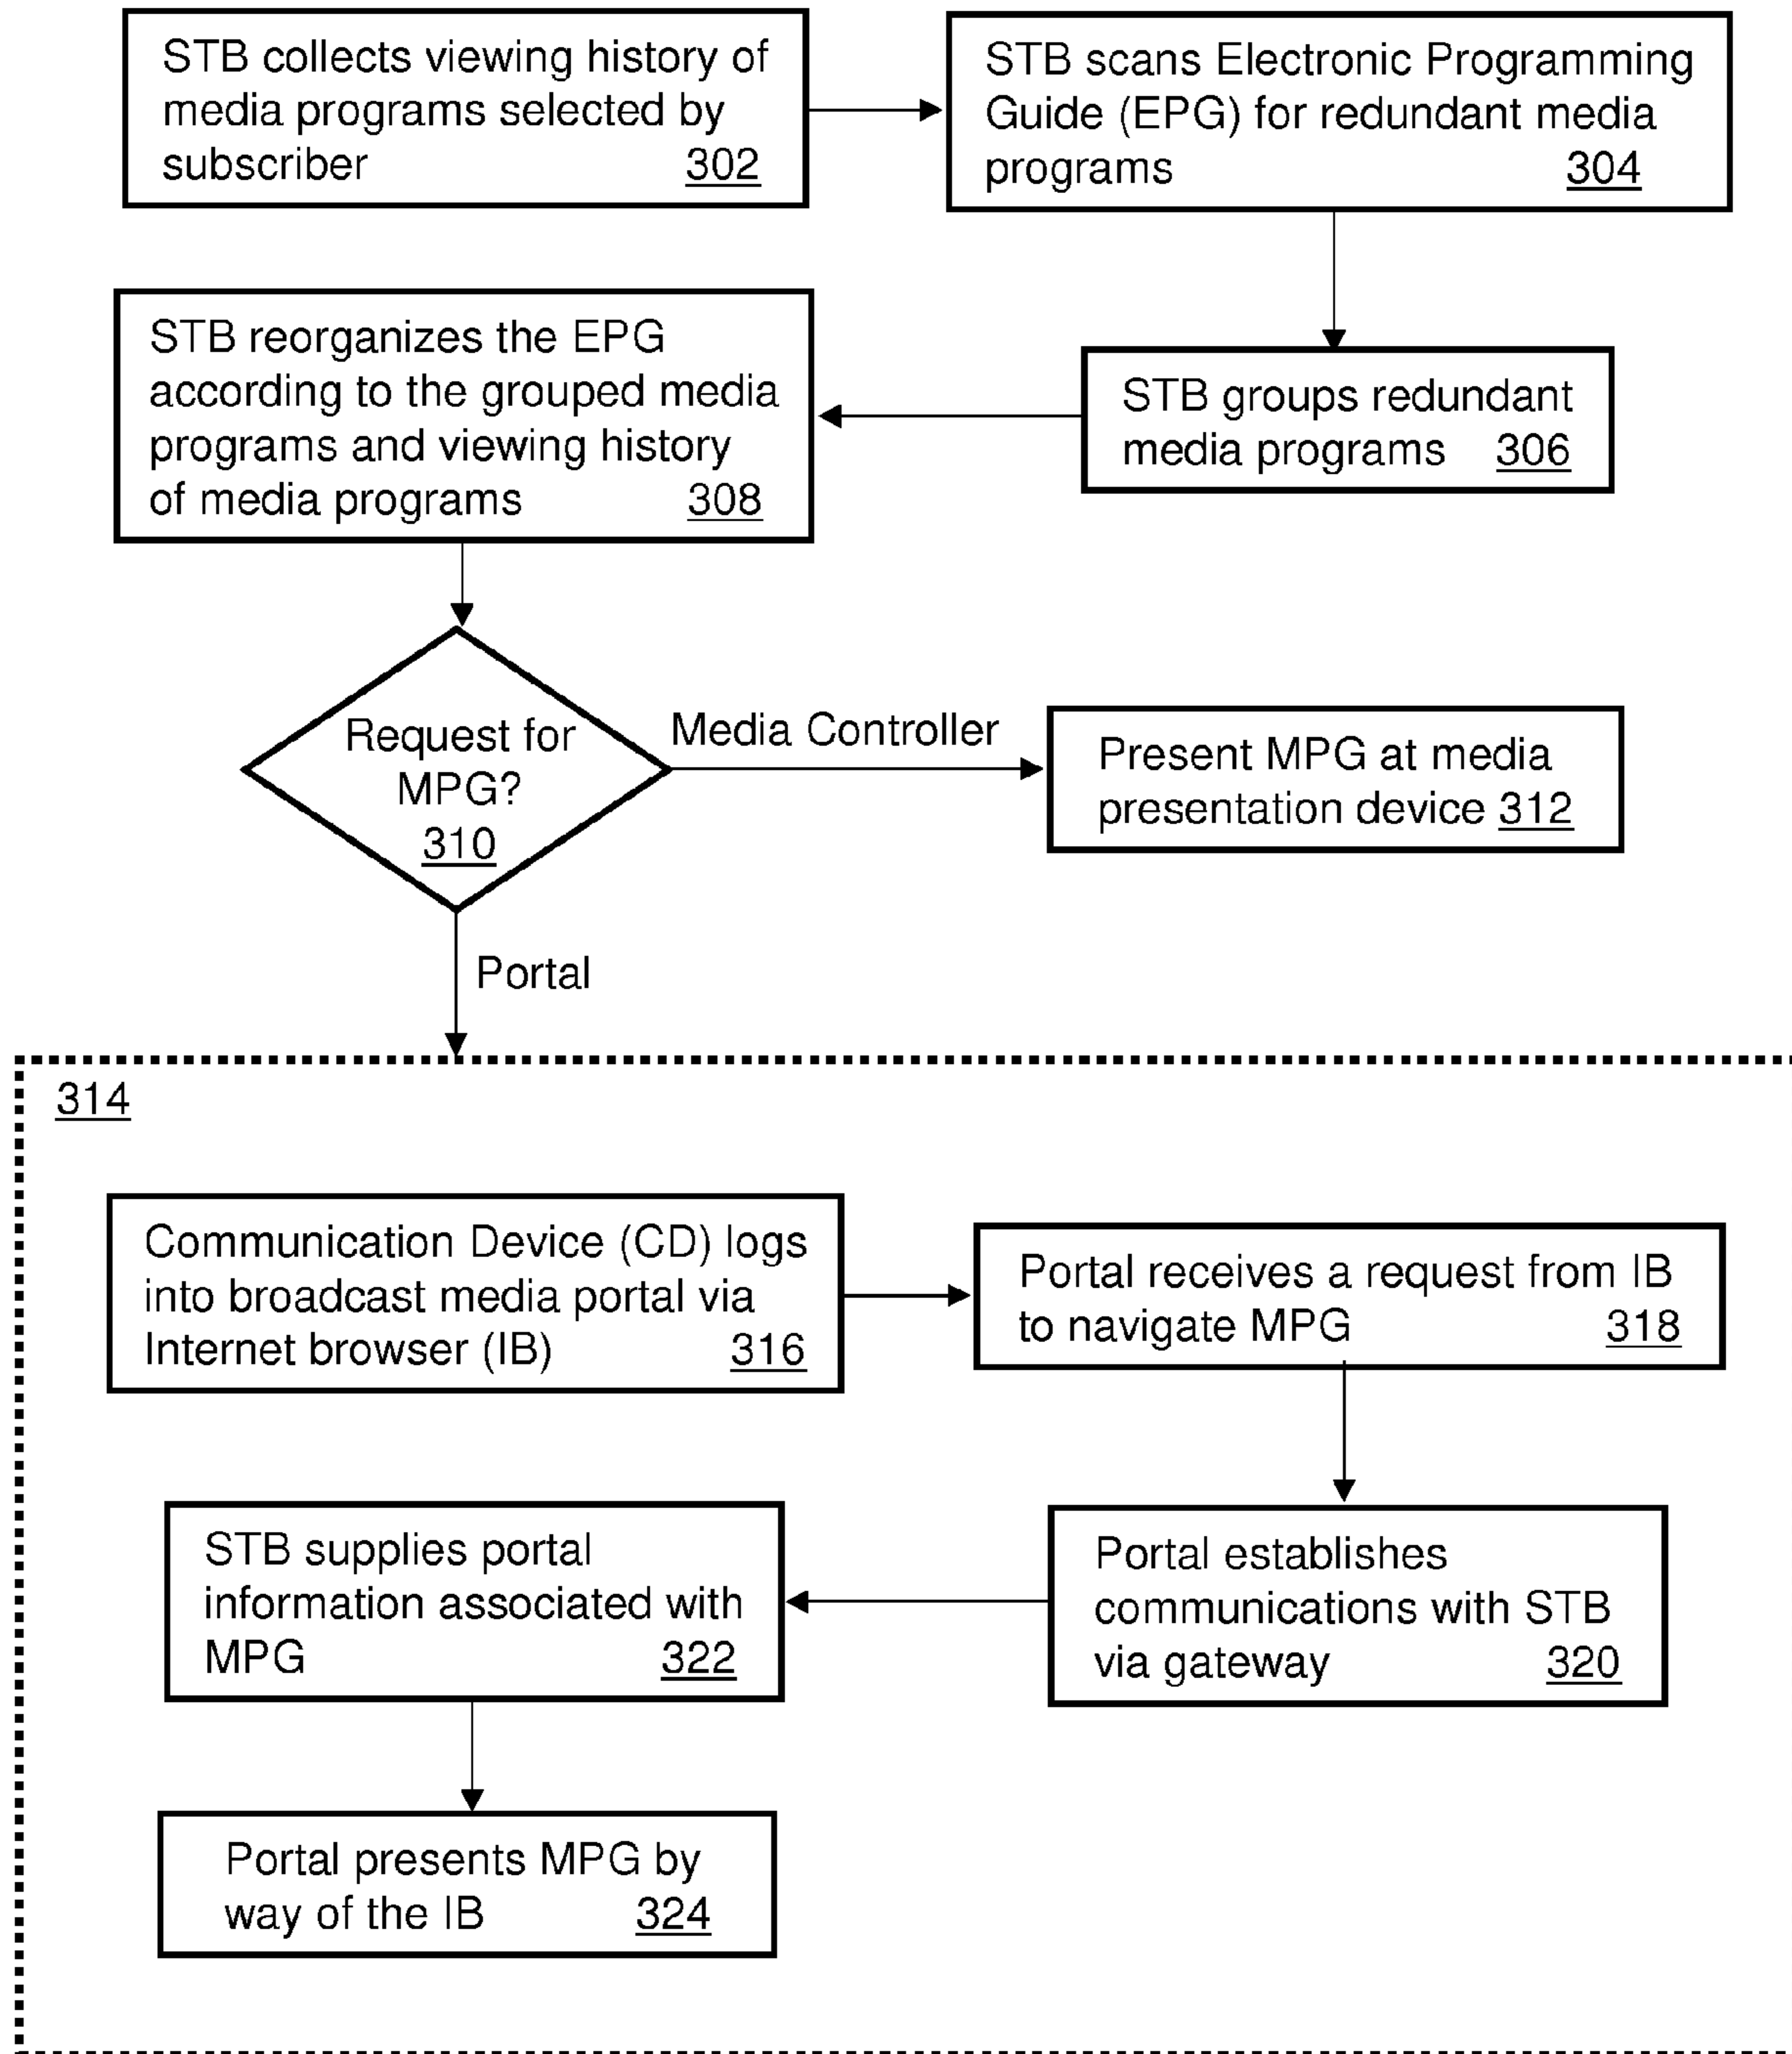 STB collects viewing history of
media programs selected by
subscriber 302
STB scans Electronic Programming
Guide (EPG) for redundant media
programs 304
STB groups redundant
media programs 306
STB reorganizes the EPG
according to the grouped media
programs and viewing history
of media programs 308
Request for
MPG?
310
Media Controller
Present MPG at media
presentation device 312
Portal
314
Communication Device (CD) logs
into broadcast media portal via
Internet browser (IB) 316
Portal receives a request from IB
to navigate MPG 318
Portal establishes
communications with STB
via gateway 320
STB supplies portal
information associated with
MPG 322
Portal presents MPG by
way of the IB 324